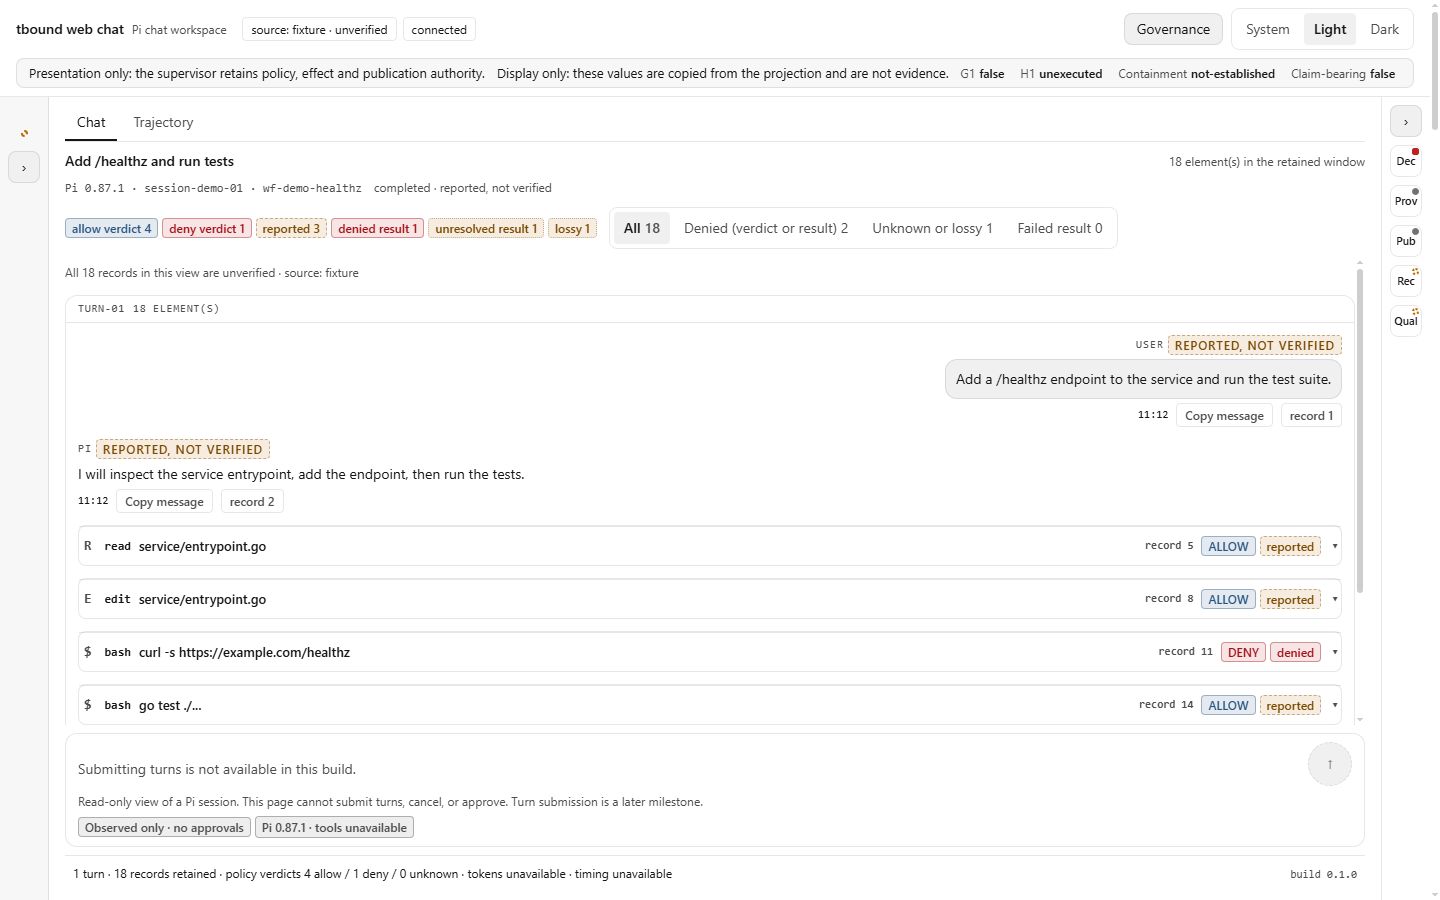 tbound web chat Pi chat workspace source: fixture · unverified connected Governance System Light Dark
Presentation only: the supervisor retains policy, effect and publication authority. Display only: these values are copied from the projection and are not evidence. G1 false H1 unexecuted Containment not-established Claim-bearing false
Chat Trajectory
Add /healthz and run tests 18 element(s) in the retained window
Pi 0.87.1 · session-demo-01 · wf-demo-healthz completed · reported, not verified
allow verdict 4 deny verdict 1 reported 3 denied result 1 unresolved result 1 lossy 1 All 18 Denied (verdict or result) 2 Unknown or lossy 1 Failed result 0
All 18 records in this view are unverified · source: fixture
TURN-01 18 ELEMENT(S)
USER REPORTED, NOT VERIFIED
Add a /healthz endpoint to the service and run the test suite.
11:12 Copy message record 1
PI REPORTED, NOT VERIFIED
I will inspect the service entrypoint, add the endpoint, then run the tests.
11:12 Copy message record 2
R read service/entrypoint.go record 5 ALLOW reported
E edit service/entrypoint.go record 8 ALLOW reported
$ bash curl -s https://example.com/healthz record 11 DENY denied
$ bash go test ./... record 14 ALLOW reported
Submitting turns is not available in this build.
↑
Read-only view of a Pi session. This page cannot submit turns, cancel, or approve. Turn submission is a later milestone.
Observed only · no approvals Pi 0.87.1 · tools unavailable
1 turn · 18 records retained · policy verdicts 4 allow / 1 deny / 0 unknown · tokens unavailable · timing unavailable build 0.1.0
Dec
Prov
Pub
Rec
Qual